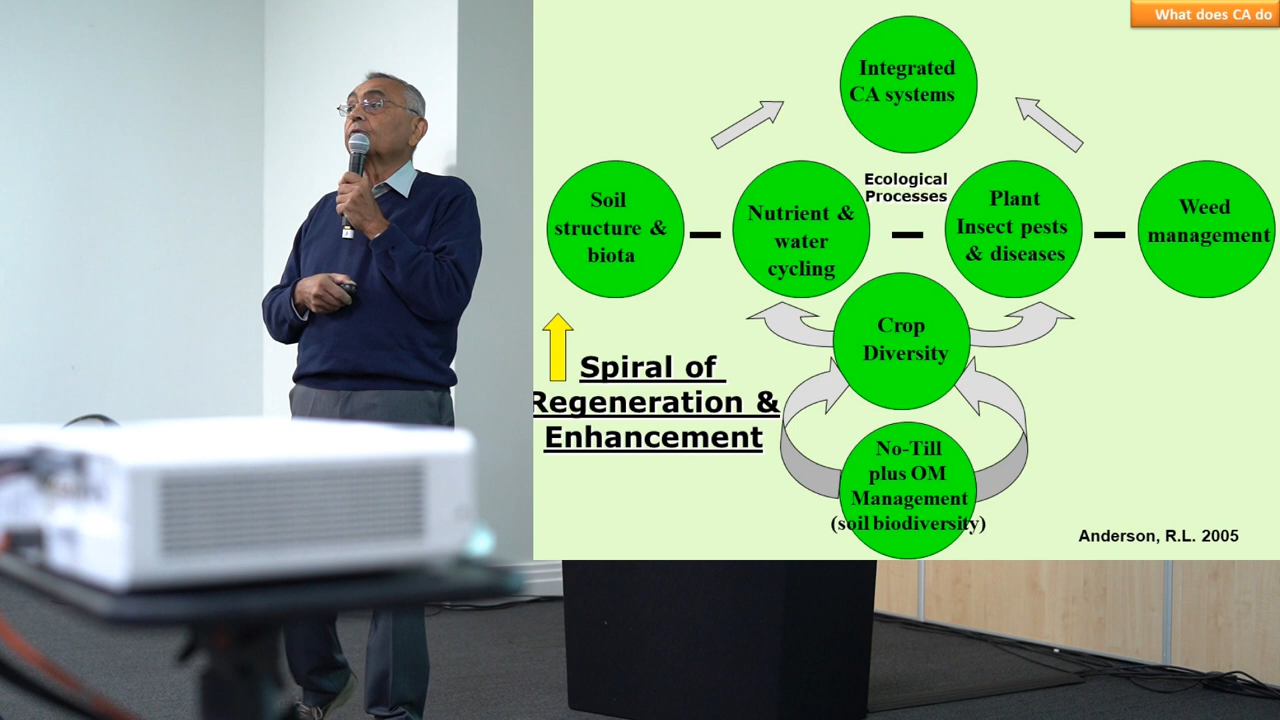 What does CA do
Integrated
CA systems
Ecological
Processes
Soil
structure &
biota
Nutrient &
water
cycling
Plant
Insect pests
& diseases
Weed
management
Crop
Diversity
Spiral of
Regeneration &
Enhancement
No-Till
plus OM
Management
(soil biodiversity)
Anderson, R.L. 2005